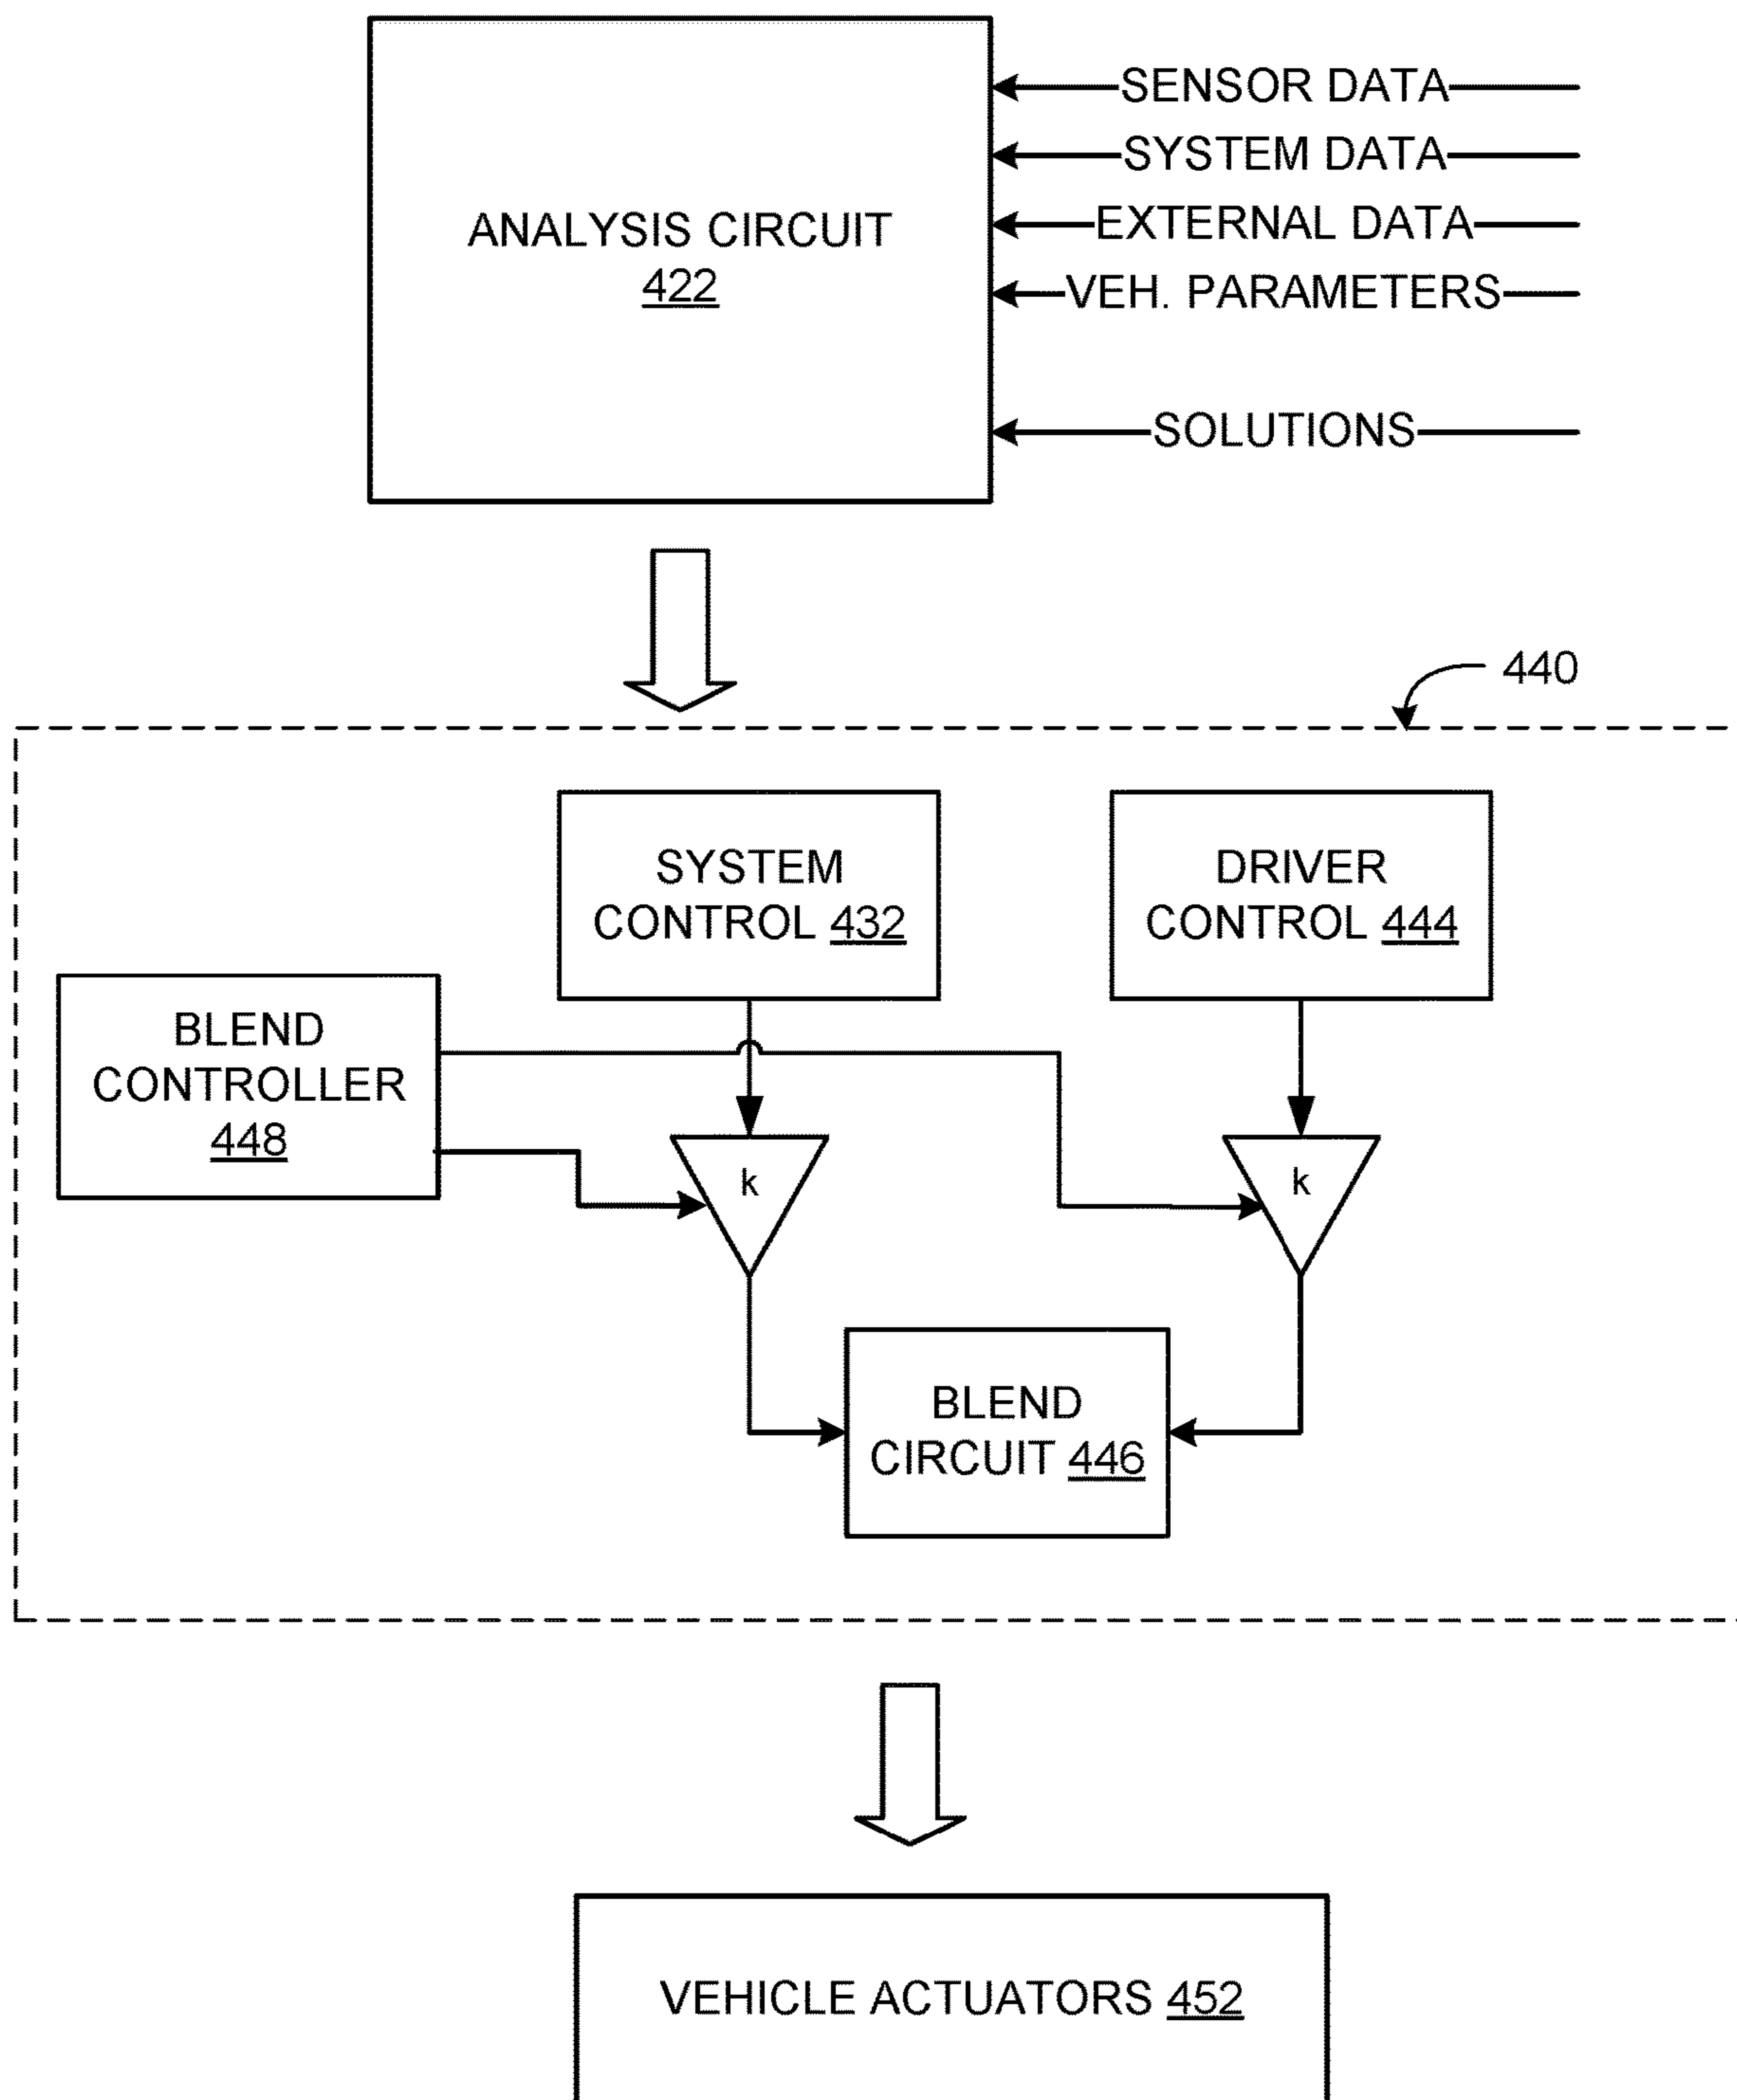 SENSOR DATA
SYSTEM DATA
EXTERNAL DATA
VEH. PARAMETERS
SOLUTIONS
ANALYSIS CIRCUIT
422
440
SYSTEM
CONTROL 432
DRIVER
CONTROL 444
BLEND
CONTROLLER
448
k
k
BLEND
CIRCUIT 446
VEHICLE ACTUATORS 452